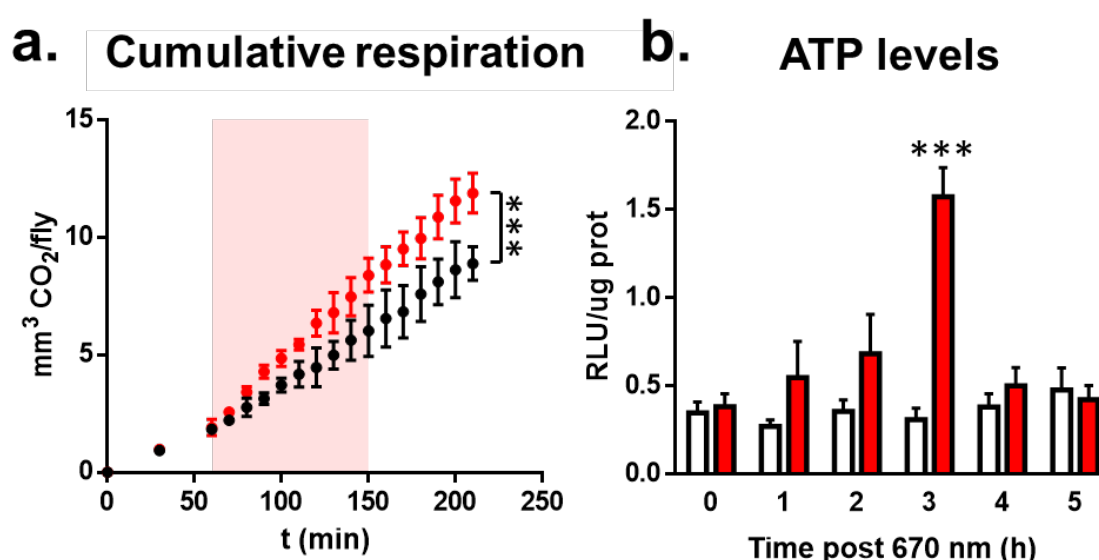 a. Cumulative respiration
mm³ CO₂/fly
15
10
5
0
***
0 50 100 150 200 250
t (min)
b. ATP levels
RLU/ug prot
2.0
1.5
1.0
0.5
0.0
***
0 1 2 3 4 5
Time post 670 nm (h)